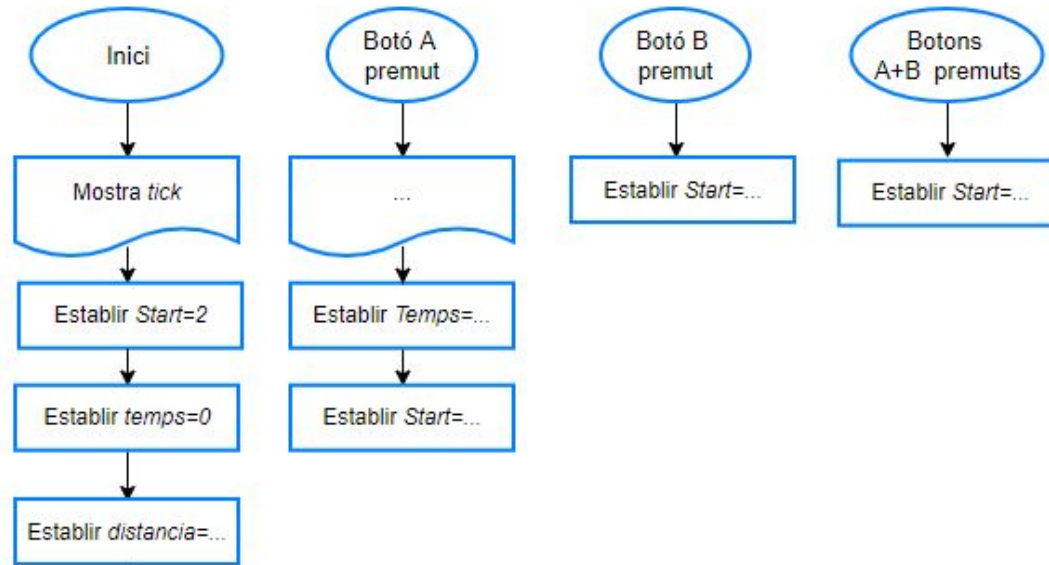 Inici
Botó A
premut
Botó B
premut
Botons
A+B premuts
Mostra tick
...
Establir Start=...
Establir Start=...
Establir Start=2
Establir Temps=...
Establir temps=0
Establir Start=...
Establir distancia=...